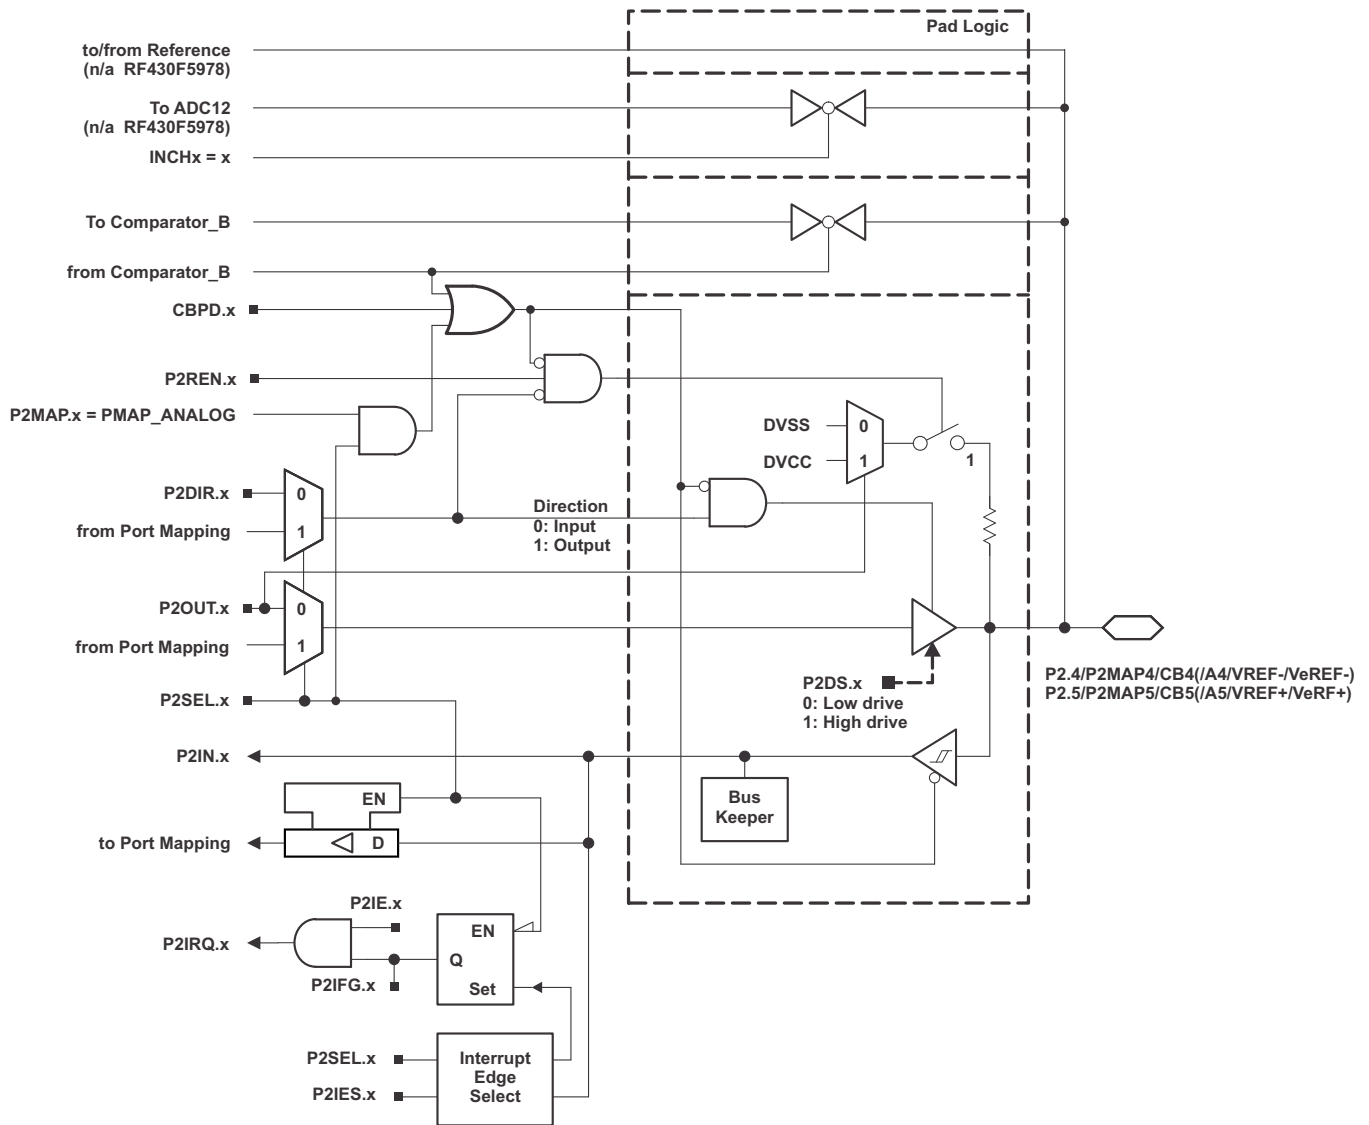 Pad Logic
to/from Reference
(n/a RF430F5978)
To ADC12
(n/a RF430F5978)
INCHx = x
To Comparator_B
from Comparator_B
CBPD.x
P2REN.x
P2MAP.x = PMAP_ANALOG
DVSS
0
DVCC
1
1
P2DIR.x
0
from Port Mapping
1
Direction
0: Input
1: Output
P2OUT.x
0
from Port Mapping
1
P2DS.x
0: Low drive
1: High drive
P2.4/P2MAP4/CB4(/A4/VREF-/VeREF-)
P2.5/P2MAP5/CB5(/A5/VREF+/VeRF+)
P2SEL.x
P2IN.x
Bus
Keeper
EN
to Port Mapping
D
P2IE.x
P2IRQ.x
EN
Q
P2IFG.x
Set
P2SEL.x
P2IES.x
Interrupt
Edge
Select